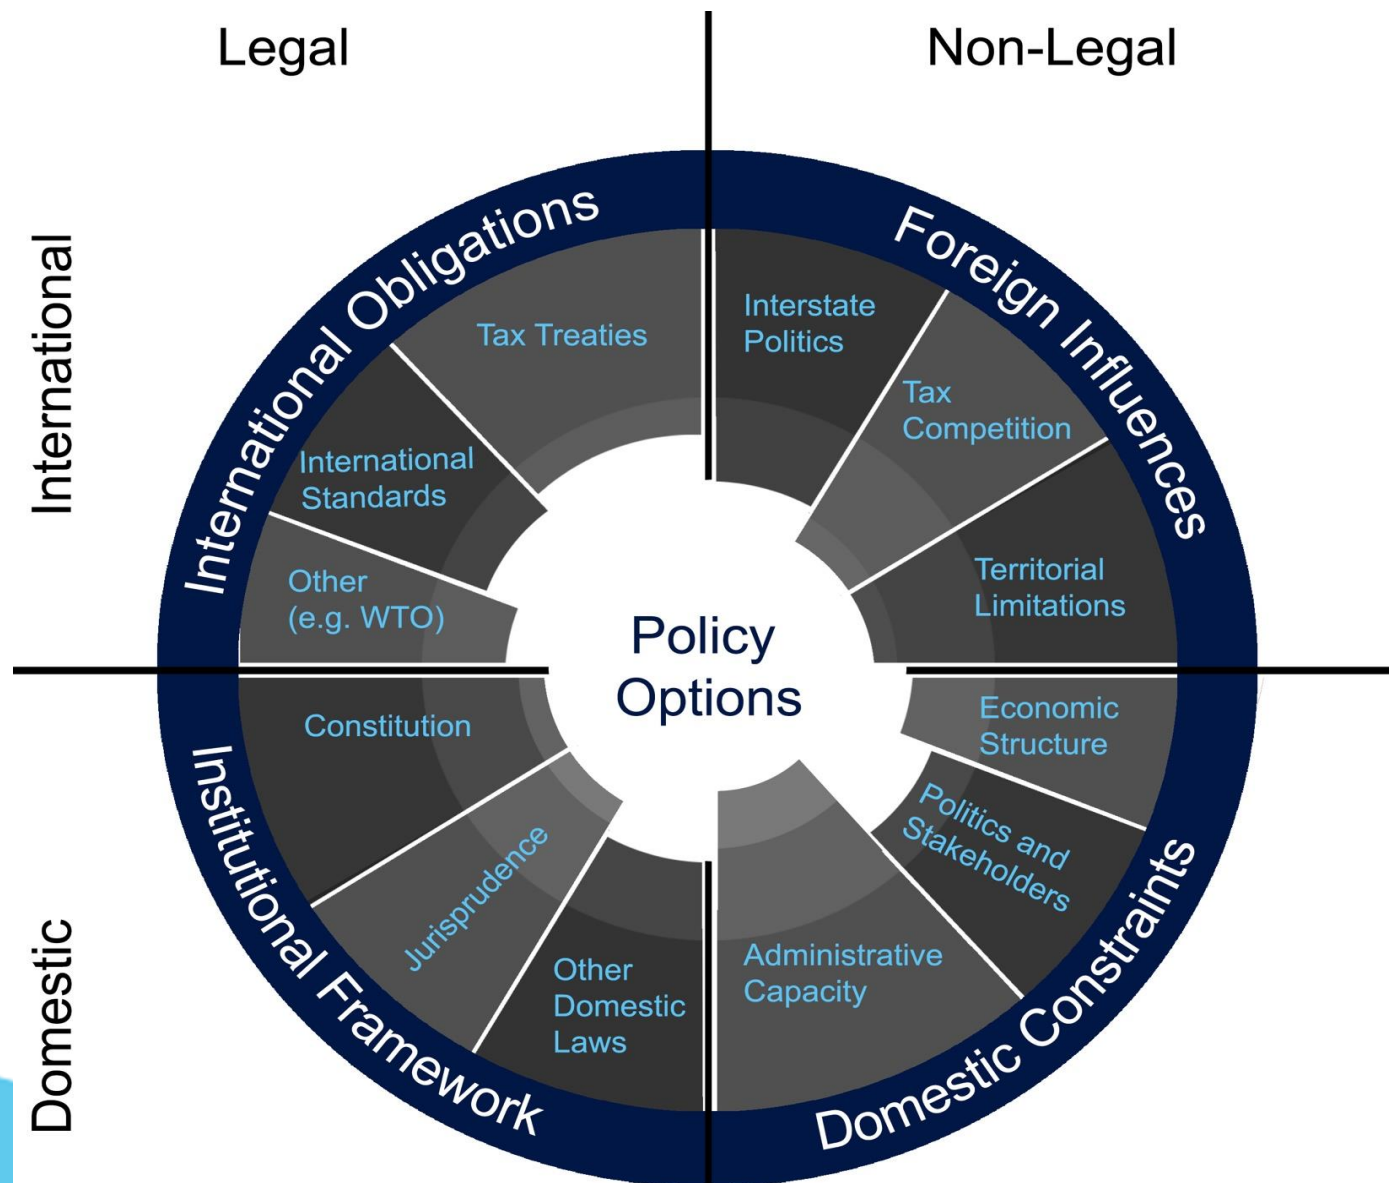 Legal
Non-Legal
International
Domestic
International Obligations
Foreign Influences
Institutional Framework
Domestic Constraints
Tax Treaties
International
Standards
Other
(e.g. WTO)
Interstate
Politics
Tax
Competition
Territorial
Limitations
Policy
Options
Constitution
Jurisprudence
Other
Domestic
Laws
Economic
Structure
Politics and
Stakeholders
Administrative
Capacity